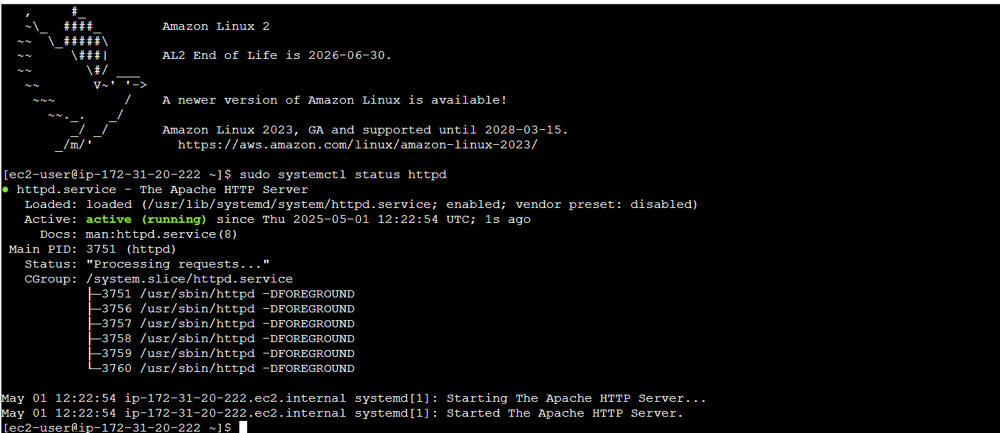 ,     #_
   ~\_  ####_        Amazon Linux 2
  ~~  \_#####\
  ~~     \###|       AL2 End of Life is 2026-06-30.
  ~~       \#/ ___
   ~~       V~' '->
    ~~~         /    A newer version of Amazon Linux is available!
      ~~._.   _/
         _/ _/       Amazon Linux 2023, GA and supported until 2028-03-15.
       _/m/'           https://aws.amazon.com/linux/amazon-linux-2023/

[ec2-user@ip-172-31-20-222 ~]$ sudo systemctl status httpd
● httpd.service - The Apache HTTP Server
   Loaded: loaded (/usr/lib/systemd/system/httpd.service; enabled; vendor preset: disabled)
   Active: active (running) since Thu 2025-05-01 12:22:54 UTC; 1s ago
     Docs: man:httpd.service(8)
 Main PID: 3751 (httpd)
   Status: "Processing requests..."
   CGroup: /system.slice/httpd.service
           ├─3751 /usr/sbin/httpd -DFOREGROUND
           ├─3756 /usr/sbin/httpd -DFOREGROUND
           ├─3757 /usr/sbin/httpd -DFOREGROUND
           ├─3758 /usr/sbin/httpd -DFOREGROUND
           ├─3759 /usr/sbin/httpd -DFOREGROUND
           └─3760 /usr/sbin/httpd -DFOREGROUND

May 01 12:22:54 ip-172-31-20-222.ec2.internal systemd[1]: Starting The Apache HTTP Server...
May 01 12:22:54 ip-172-31-20-222.ec2.internal systemd[1]: Started The Apache HTTP Server.
[ec2-user@ip-172-31-20-222 ~]$